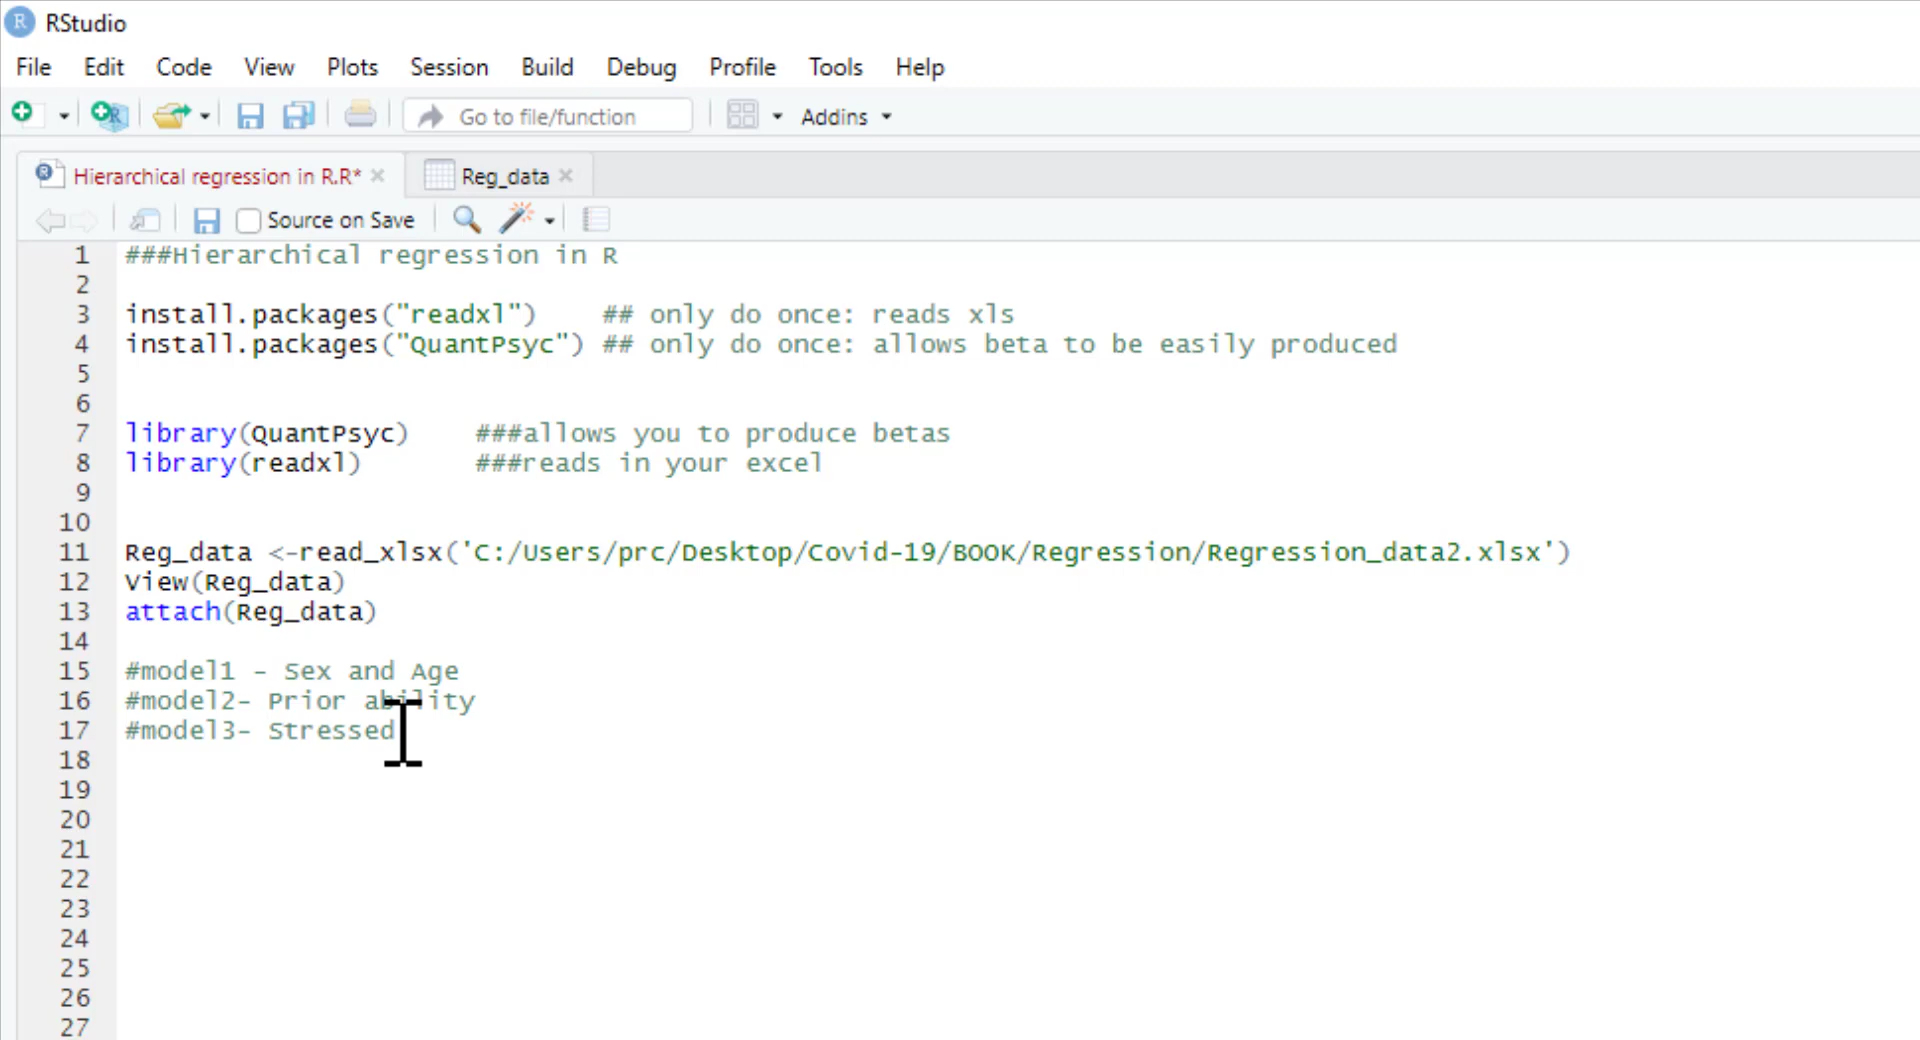 RStudio
File Edit Code View Plots Session Build Debug Profile Tools Help
Go to file/function Addins
Hierarchical regression in R.R* Reg_data
Source on Save
1 ###Hierarchical regression in R
2
3 install.packages("readxl") ## only do once: reads xls
4 install.packages("QuantPsyc") ## only do once: allows beta to be easily produced
5
6
7 library(QuantPsyc) ###allows you to produce betas
8 library(readxl) ###reads in your excel
9
10
11 Reg_data <-read_xlsx('C:/Users/prc/Desktop/Covid-19/BOOK/Regression/Regression_data2.xlsx')
12 View(Reg_data)
13 attach(Reg_data)
14
15 #model1 - Sex and Age
16 #model2- Prior ability
17 #model3- Stressed
18
19
20
21
22
23
24
25
26
27